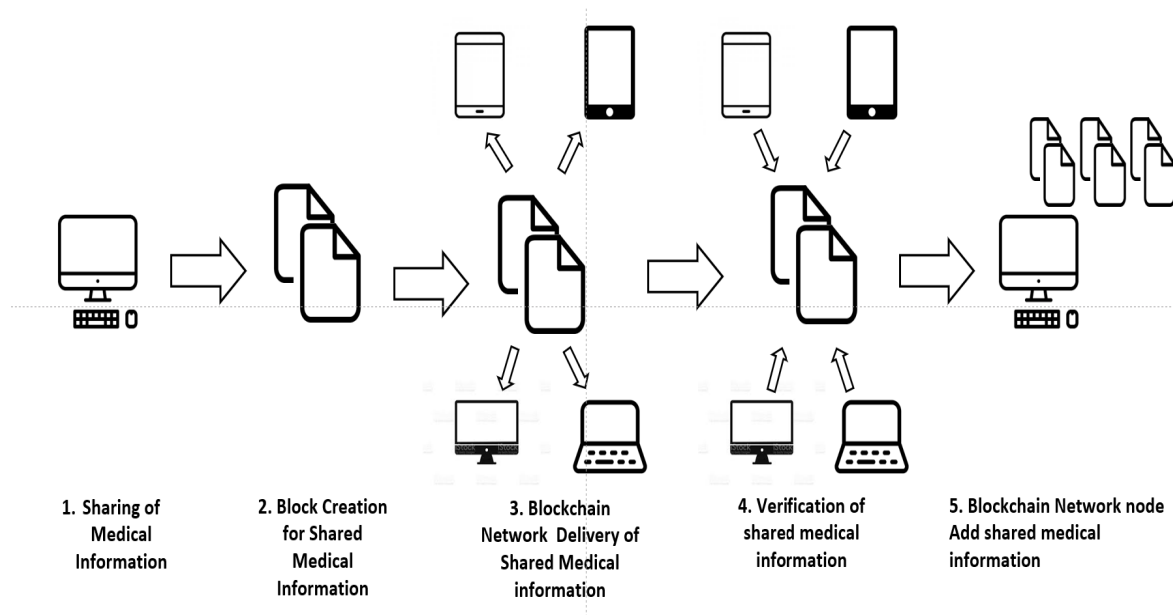 1. Sharing of
Medical
Information
2. Block Creation
for Shared
Medical
Information
3. Blockchain
Network Delivery of
Shared Medical
information
4. Verification of
shared medical
information
5. Blockchain Network node
Add shared medical
information